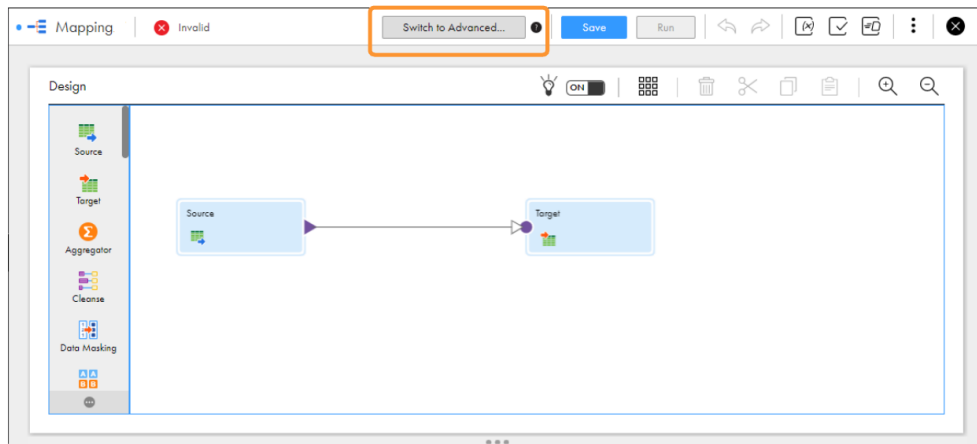 Mapping
Invalid
Switch to Advanced...
?
Save
Run
Design
ON
Source
Target
Aggregator
Cleanse
Data Masking
Source
Target